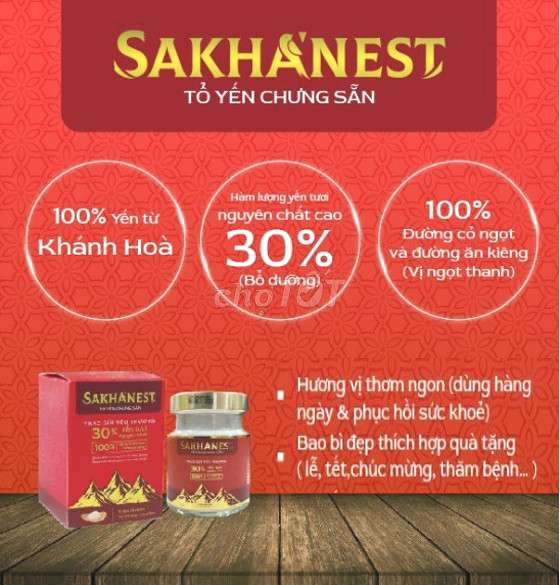 SAKHANEST
TỔ YẾN CHƯNG SẴN
100% Yến từ
Khánh Hoà
Hàm lượng yến tươi
nguyên chất cao
30%
(Bổ dưỡng)
100%
Đường cỏ ngọt
và đường ăn kiêng
(Vị ngọt thanh)
chợTỐT
Hương vị thơm ngon (dùng hàng
ngày & phục hồi sức khoẻ)
Bao bì đẹp thích hợp quà tặng
( lễ, tết,chúc mừng, thăm bệnh... )
SAKHANEST
30%
100%
SAKHANEST
30%